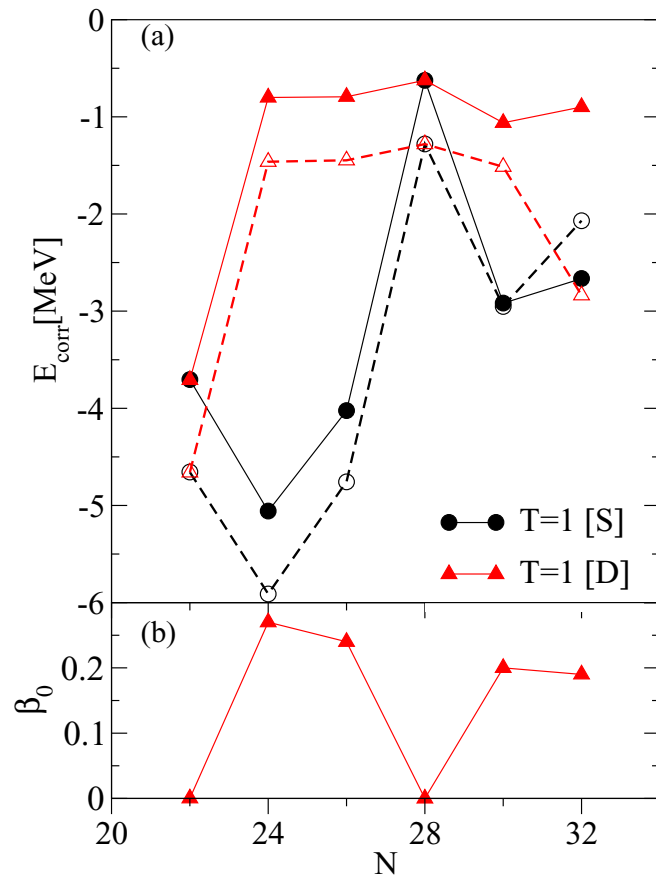 0
(a)
-1
-2
E_corr[MeV]
-3
-4
-5
T=1 [S]
T=1 [D]
-6
(b)
0.2
β_0
0.1
0
20 24 28 32
N